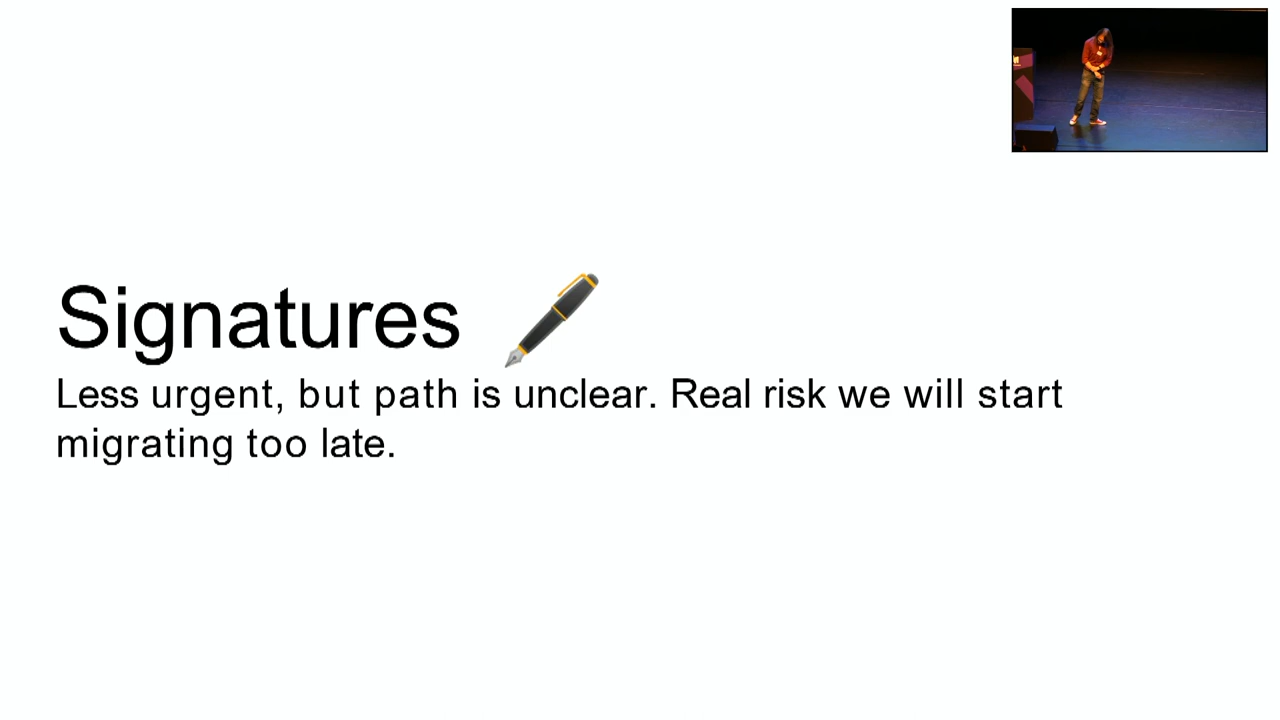 Signatures
Less urgent, but path is unclear. Real risk we will start
migrating too late.